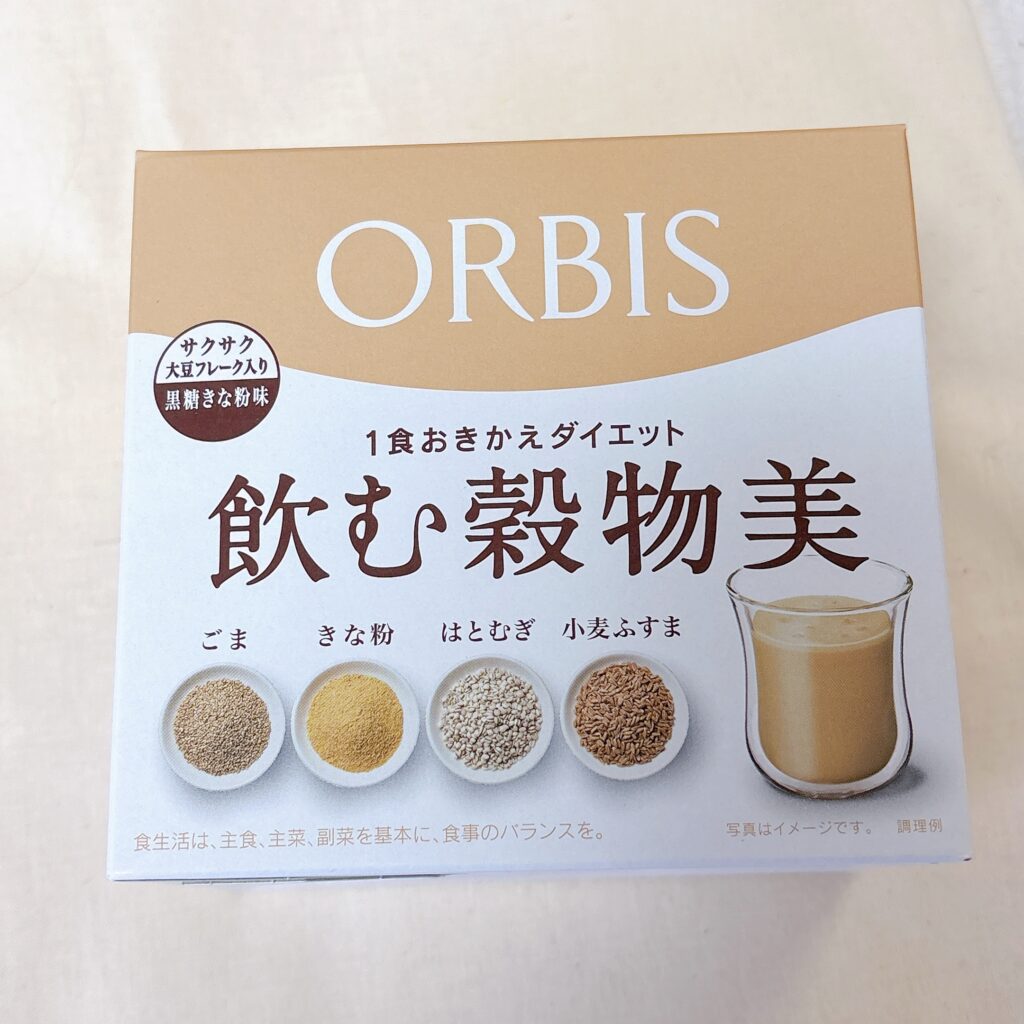 ORBIS
サクサク
大豆フレーク入り
黒糖きな粉味
1食おきかえダイエット
飲む穀物美
ごま きな粉 はとむぎ 小麦ふすま
食生活は、主食、主菜、副菜を基本に、食事のバランスを。
写真はイメージです。 調理例